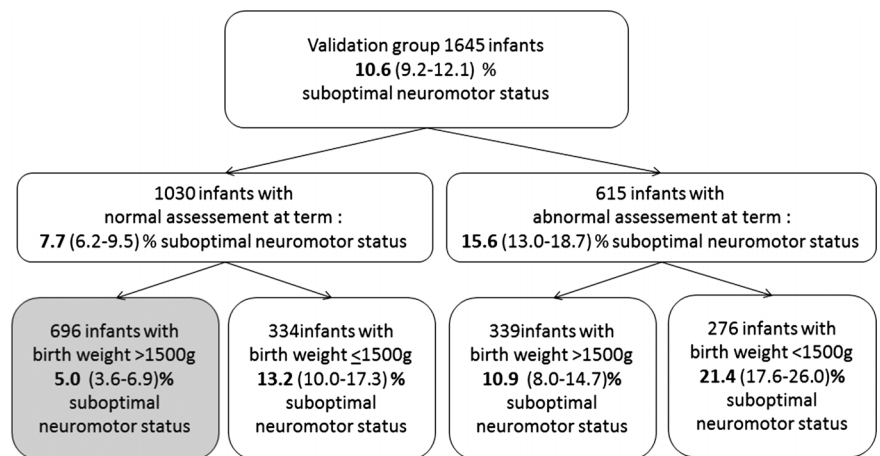 Validation group 1645 infants
10.6 (9.2-12.1) %
suboptimal neuromotor status
1030 infants with
normal assessement at term :
7.7 (6.2-9.5) % suboptimal neuromotor status
615 infants with
abnormal assessement at term :
15.6 (13.0-18.7) % suboptimal neuromotor status
696 infants with
birth weight >1500g
5.0 (3.6-6.9)%
suboptimal
neuromotor status
334infants with
birth weight ≤1500g
13.2 (10.0-17.3) %
suboptimal
neuromotor status
339infants with
birth weight >1500g
10.9 (8.0-14.7)%
suboptimal
neuromotor status
276 infants with
birth weight <1500g
21.4 (17.6-26.0)%
suboptimal
neuromotor status